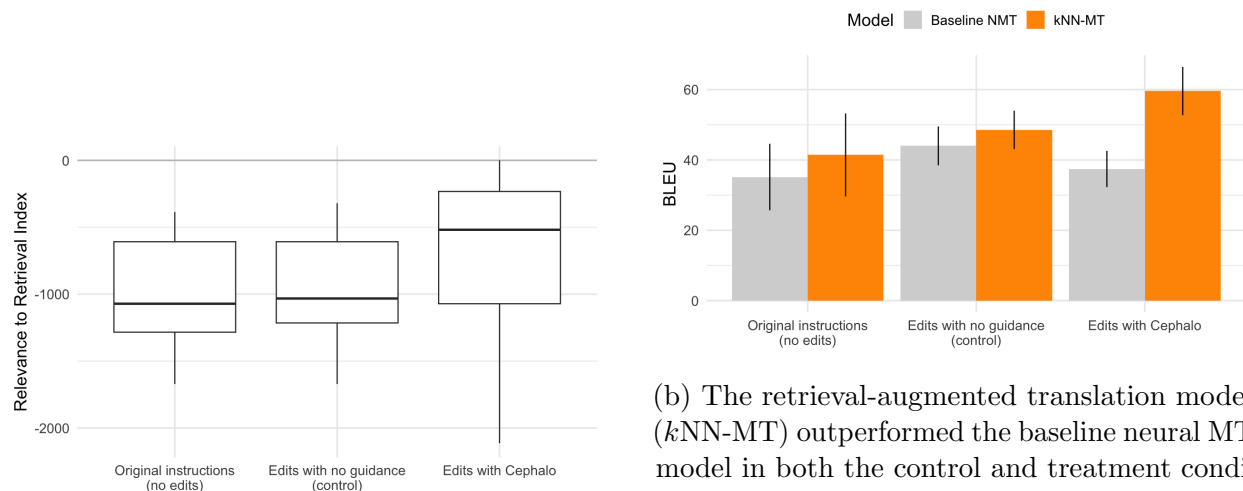 Relevance to Retrieval Index
0
-1000
-2000
Original instructions
(no edits)
Edits with no guidance
(control)
Edits with Cephalo
Model Baseline NMT kNN-MT
BLEU
60
40
20
0
Original instructions
(no edits)
Edits with no guidance
(control)
Edits with Cephalo
(b) The retrieval-augmented translation mode
(kNN-MT) outperformed the baseline neural MT
model in both the control and treatment condi